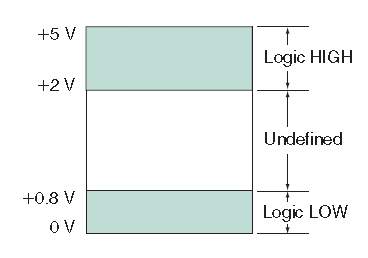 +5 V
Logic HIGH
+2 V
Undefined
+0.8 V
Logic LOW
0 V